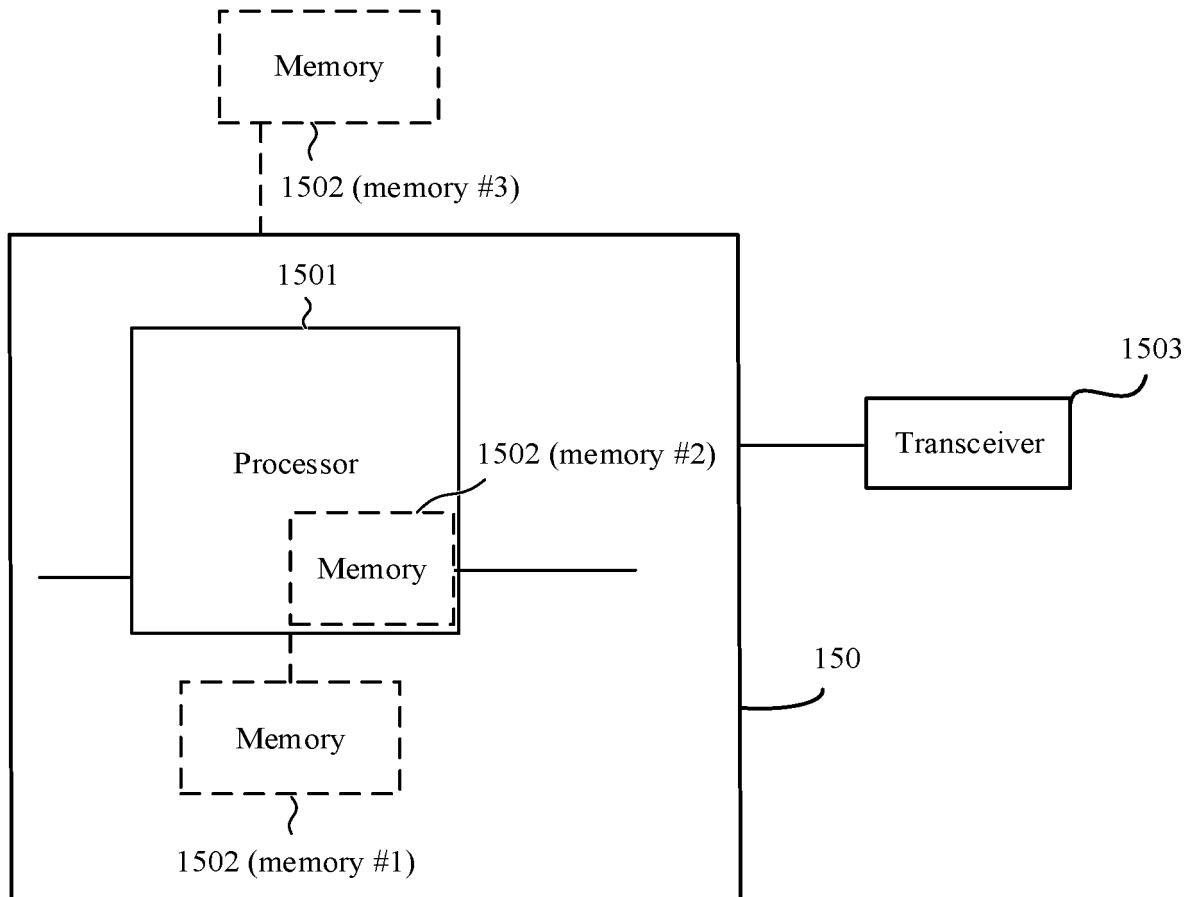 Memory
1502 (memory #3)
1501
1503
Transceiver
1502 (memory #2)
Processor
Memory
150
Memory
1502 (memory #1)